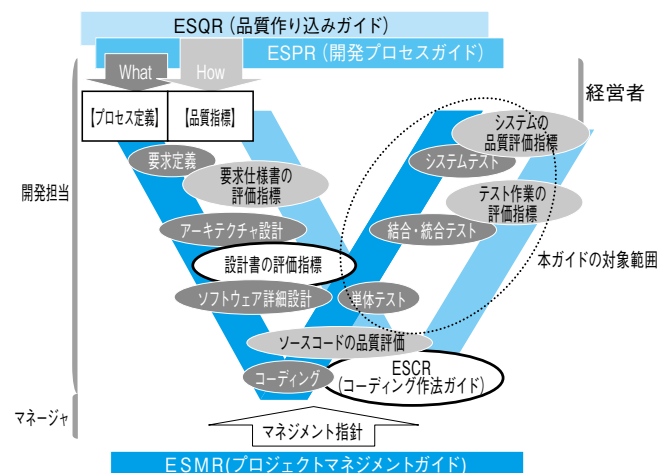 ESQR(品質作り込みガイド)
ESPR(開発プロセスガイド)
What
How
経営者
【プロセス定義】
【品質指標】
システムの
品質評価指標
要求定義
システムテスト
要求仕様書の
評価指標
開発担当
テスト作業の
評価指標
アーキテクチャ設計
結合・統合テスト
設計書の評価指標
本ガイドの対象範囲
ソフトウェア詳細設計
単体テスト
ソースコードの品質評価
コーディング
ESCR
(コーディング作法ガイド)
マネージャ
マネジメント指針
ESMR(プロジェクトマネジメントガイド)